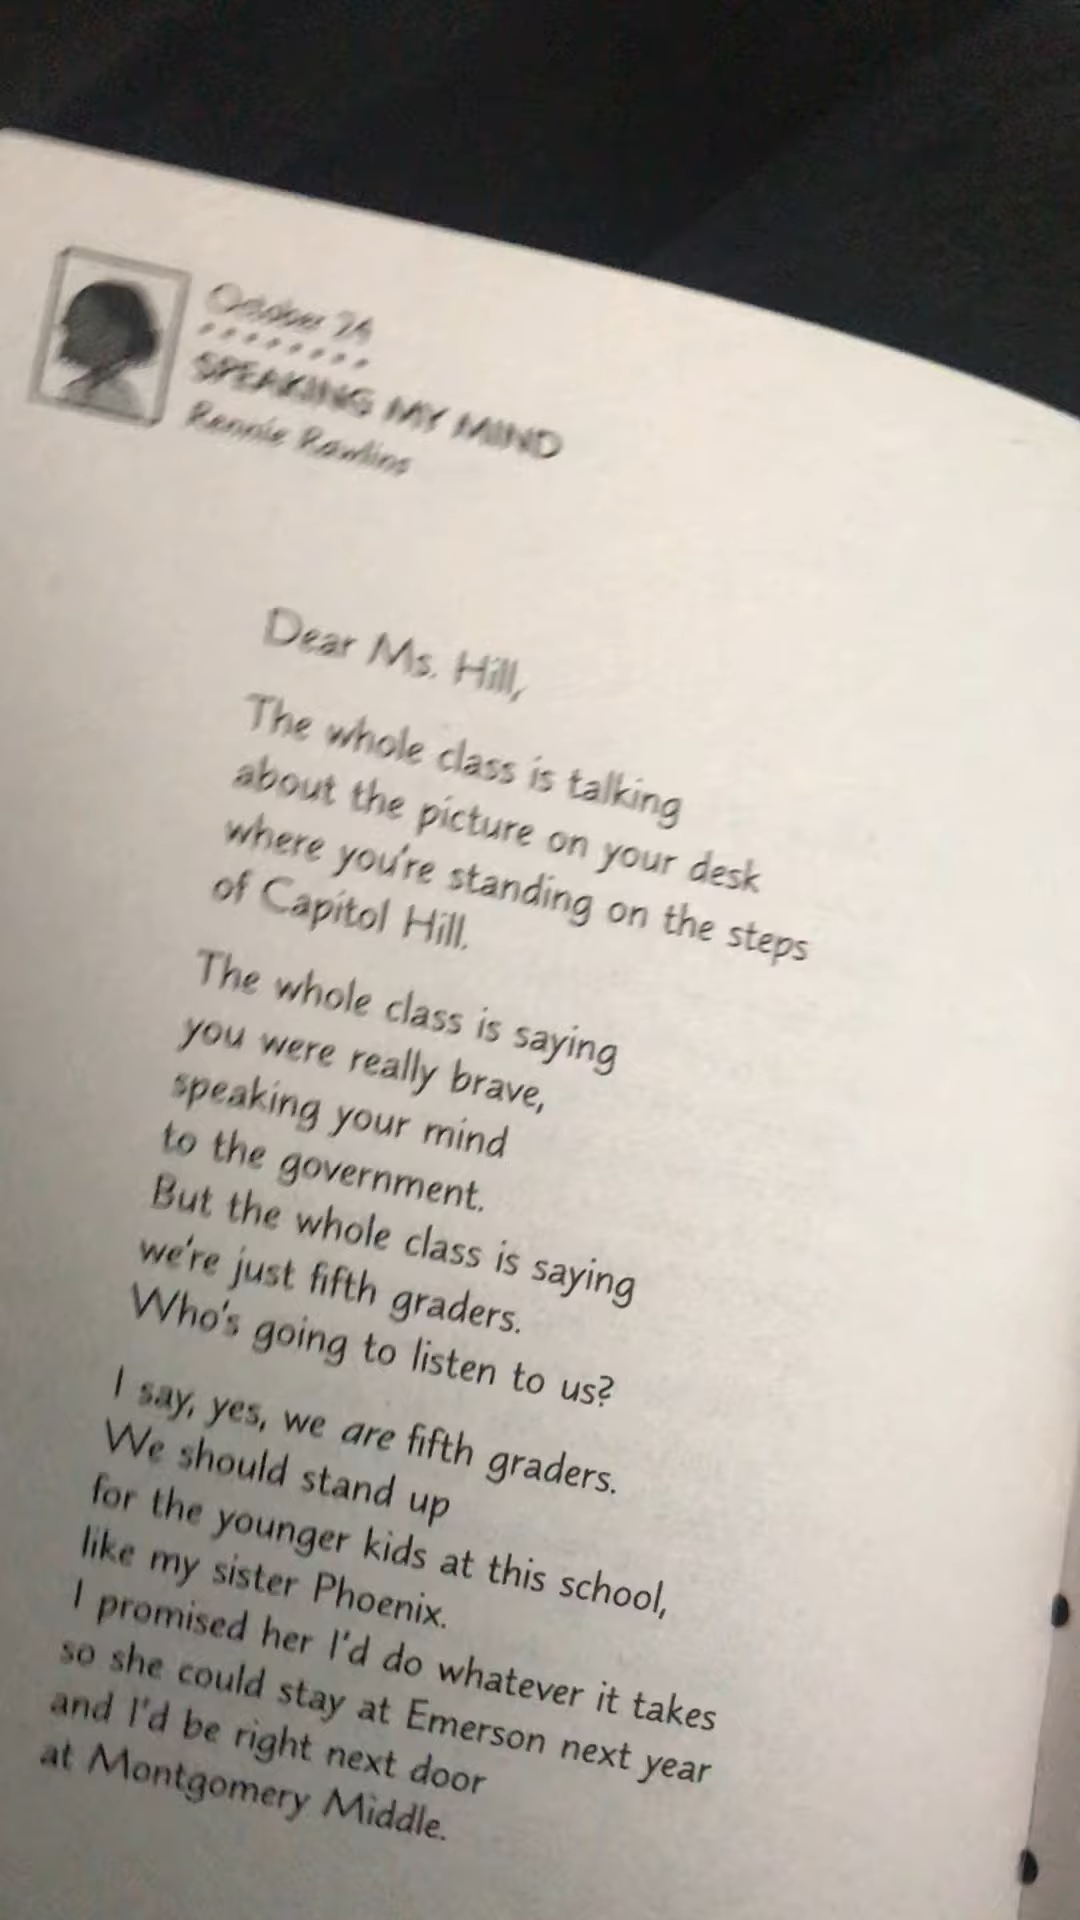 October 24
SPEAKING MY MIND
Rennie Rawlins
Dear Ms. Hill,
The whole class is talking
about the picture on your desk
where you're standing on the steps
of Capitol Hill.
The whole class is saying
you were really brave,
speaking your mind
to the government.
But the whole class is saying
we're just fifth graders.
Who's going to listen to us?
I say, yes, we are fifth graders.
We should stand up
for the younger kids at this school,
like my sister Phoenix.
I promised her I'd do whatever it takes
so she could stay at Emerson next year
and I'd be right next door
at Montgomery Middle.